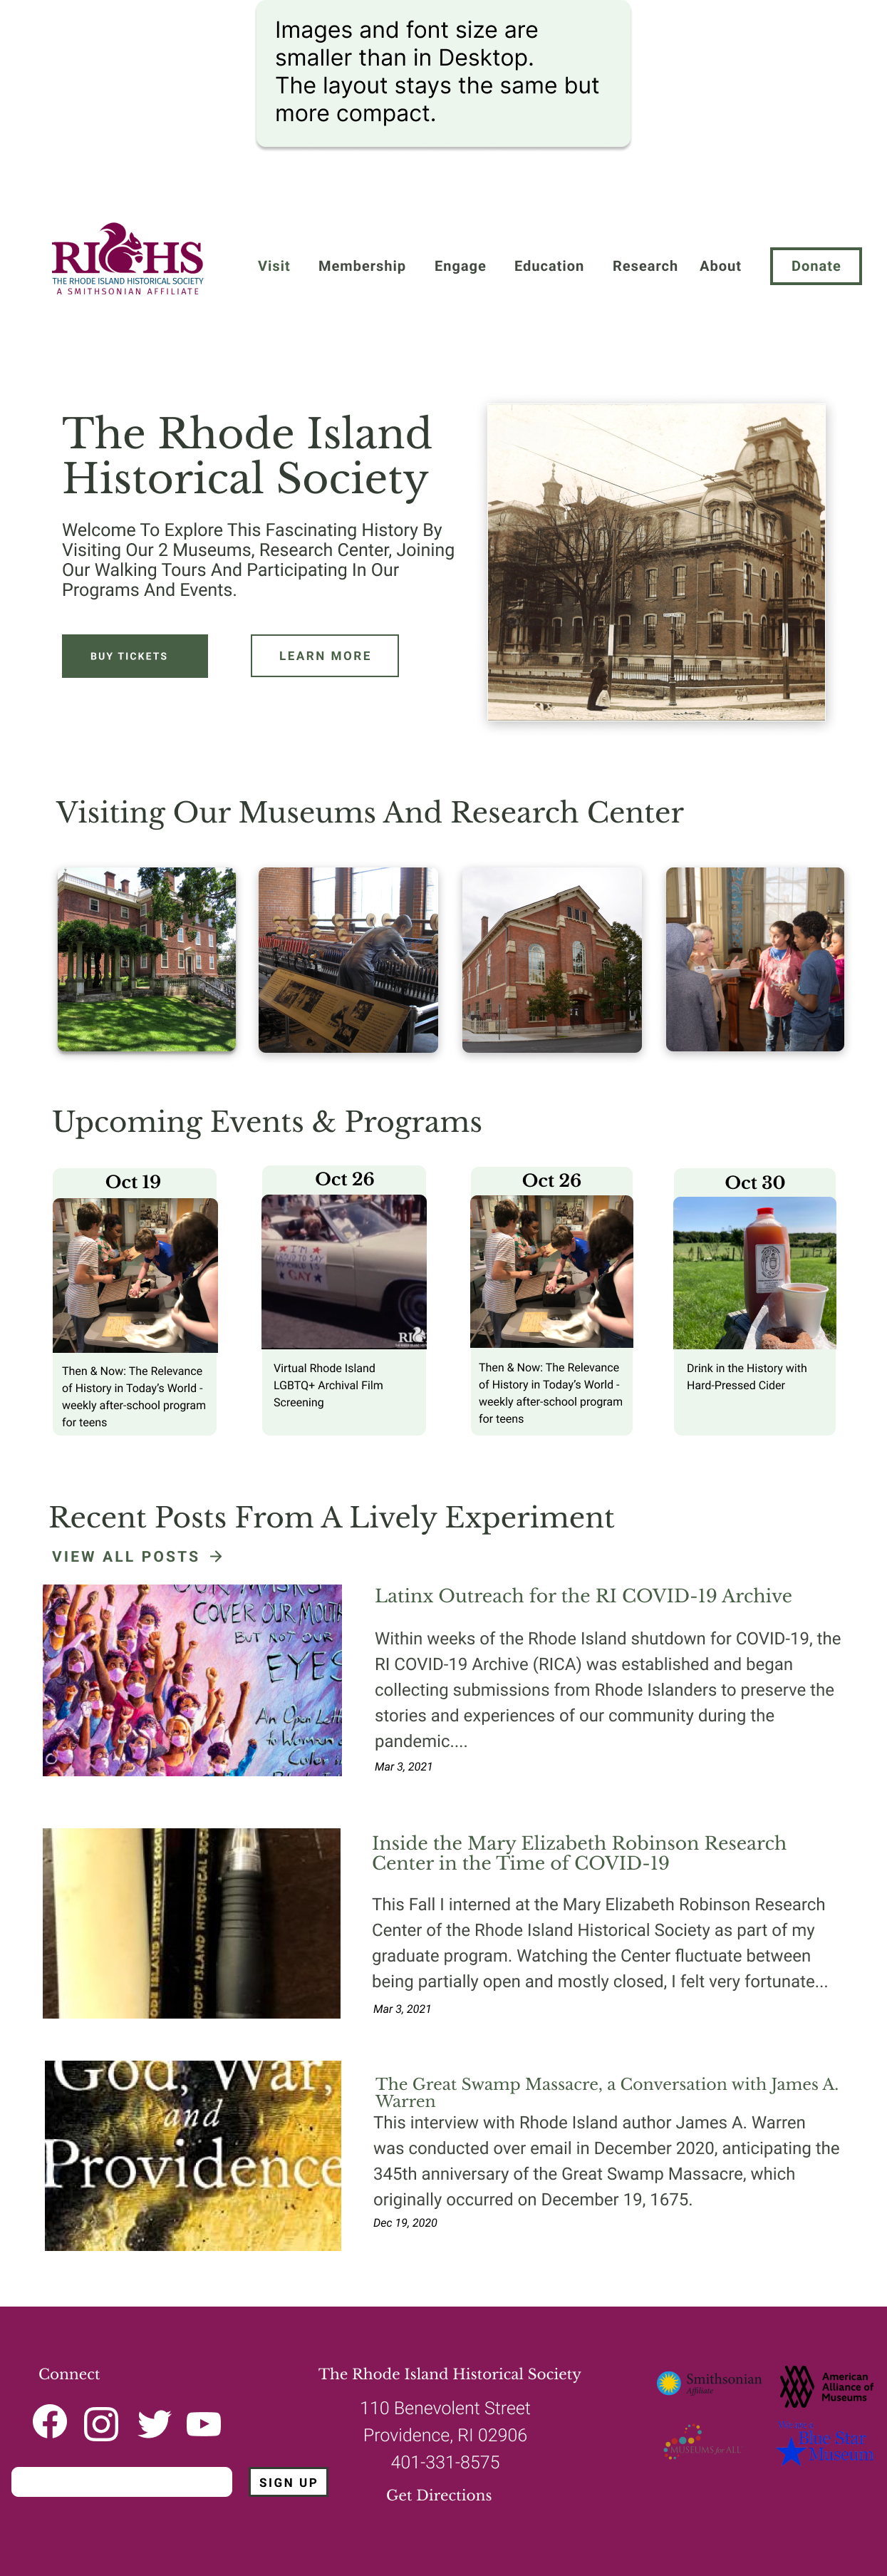 Images and font size are
smaller than in Desktop.
The layout stays the same but
more compact.
RIHS
THE RHODE ISLAND HISTORICAL SOCIETY
A SMITHSONIAN AFFILIATE
Visit Membership Engage Education Research About Donate
The Rhode Island
Historical Society
Welcome To Explore This Fascinating History By
Visiting Our 2 Museums, Research Center, Joining
Our Walking Tours And Participating In Our
Programs And Events.
BUY TICKETS LEARN MORE
Visiting Our Museums And Research Center
Upcoming Events & Programs
Oct 19
Then & Now: The Relevance
of History in Today's World -
weekly after-school program
for teens
Oct 26
GAY
Virtual Rhode Island
LGBTQ+ Archival Film
Screening
Oct 26
Then & Now: The Relevance
of History in Today's World -
weekly after-school program
for teens
Oct 30
Drink in the History with
Hard-Pressed Cider
Recent Posts From A Lively Experiment
VIEW ALL POSTS →
OUR MASKS
COVER OUR MOUTH
BUT NOT OUR
EYES
Latinx Outreach for the RI COVID-19 Archive
Within weeks of the Rhode Island shutdown for COVID-19, the
RI COVID-19 Archive (RICA) was established and began
collecting submissions from Rhode Islanders to preserve the
stories and experiences of our community during the
pandemic....
Mar 3, 2021
ISLAND HISTORICAL SOC
RHODE ISLAND HISTORICAL SOC
Inside the Mary Elizabeth Robinson Research
Center in the Time of COVID-19
This Fall I interned at the Mary Elizabeth Robinson Research
Center of the Rhode Island Historical Society as part of my
graduate program. Watching the Center fluctuate between
being partially open and mostly closed, I felt very fortunate...
Mar 3, 2021
God, War,
and
Providence
The Great Swamp Massacre, a Conversation with James A.
Warren
This interview with Rhode Island author James A. Warren
was conducted over email in December 2020, anticipating the
345th anniversary of the Great Swamp Massacre, which
originally occurred on December 19, 1675.
Dec 19, 2020
Connect
SIGN UP
The Rhode Island Historical Society
110 Benevolent Street
Providence, RI 02906
401-331-8575
Get Directions
Smithsonian
Affiliate
American
Alliance of
Museums
MUSEUMS for ALL
Blue Star
Museum